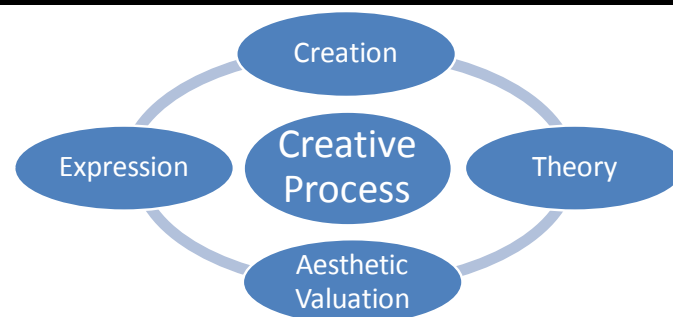 Creation
Expression
Creative
Process
Theory
Aesthetic
Valuation